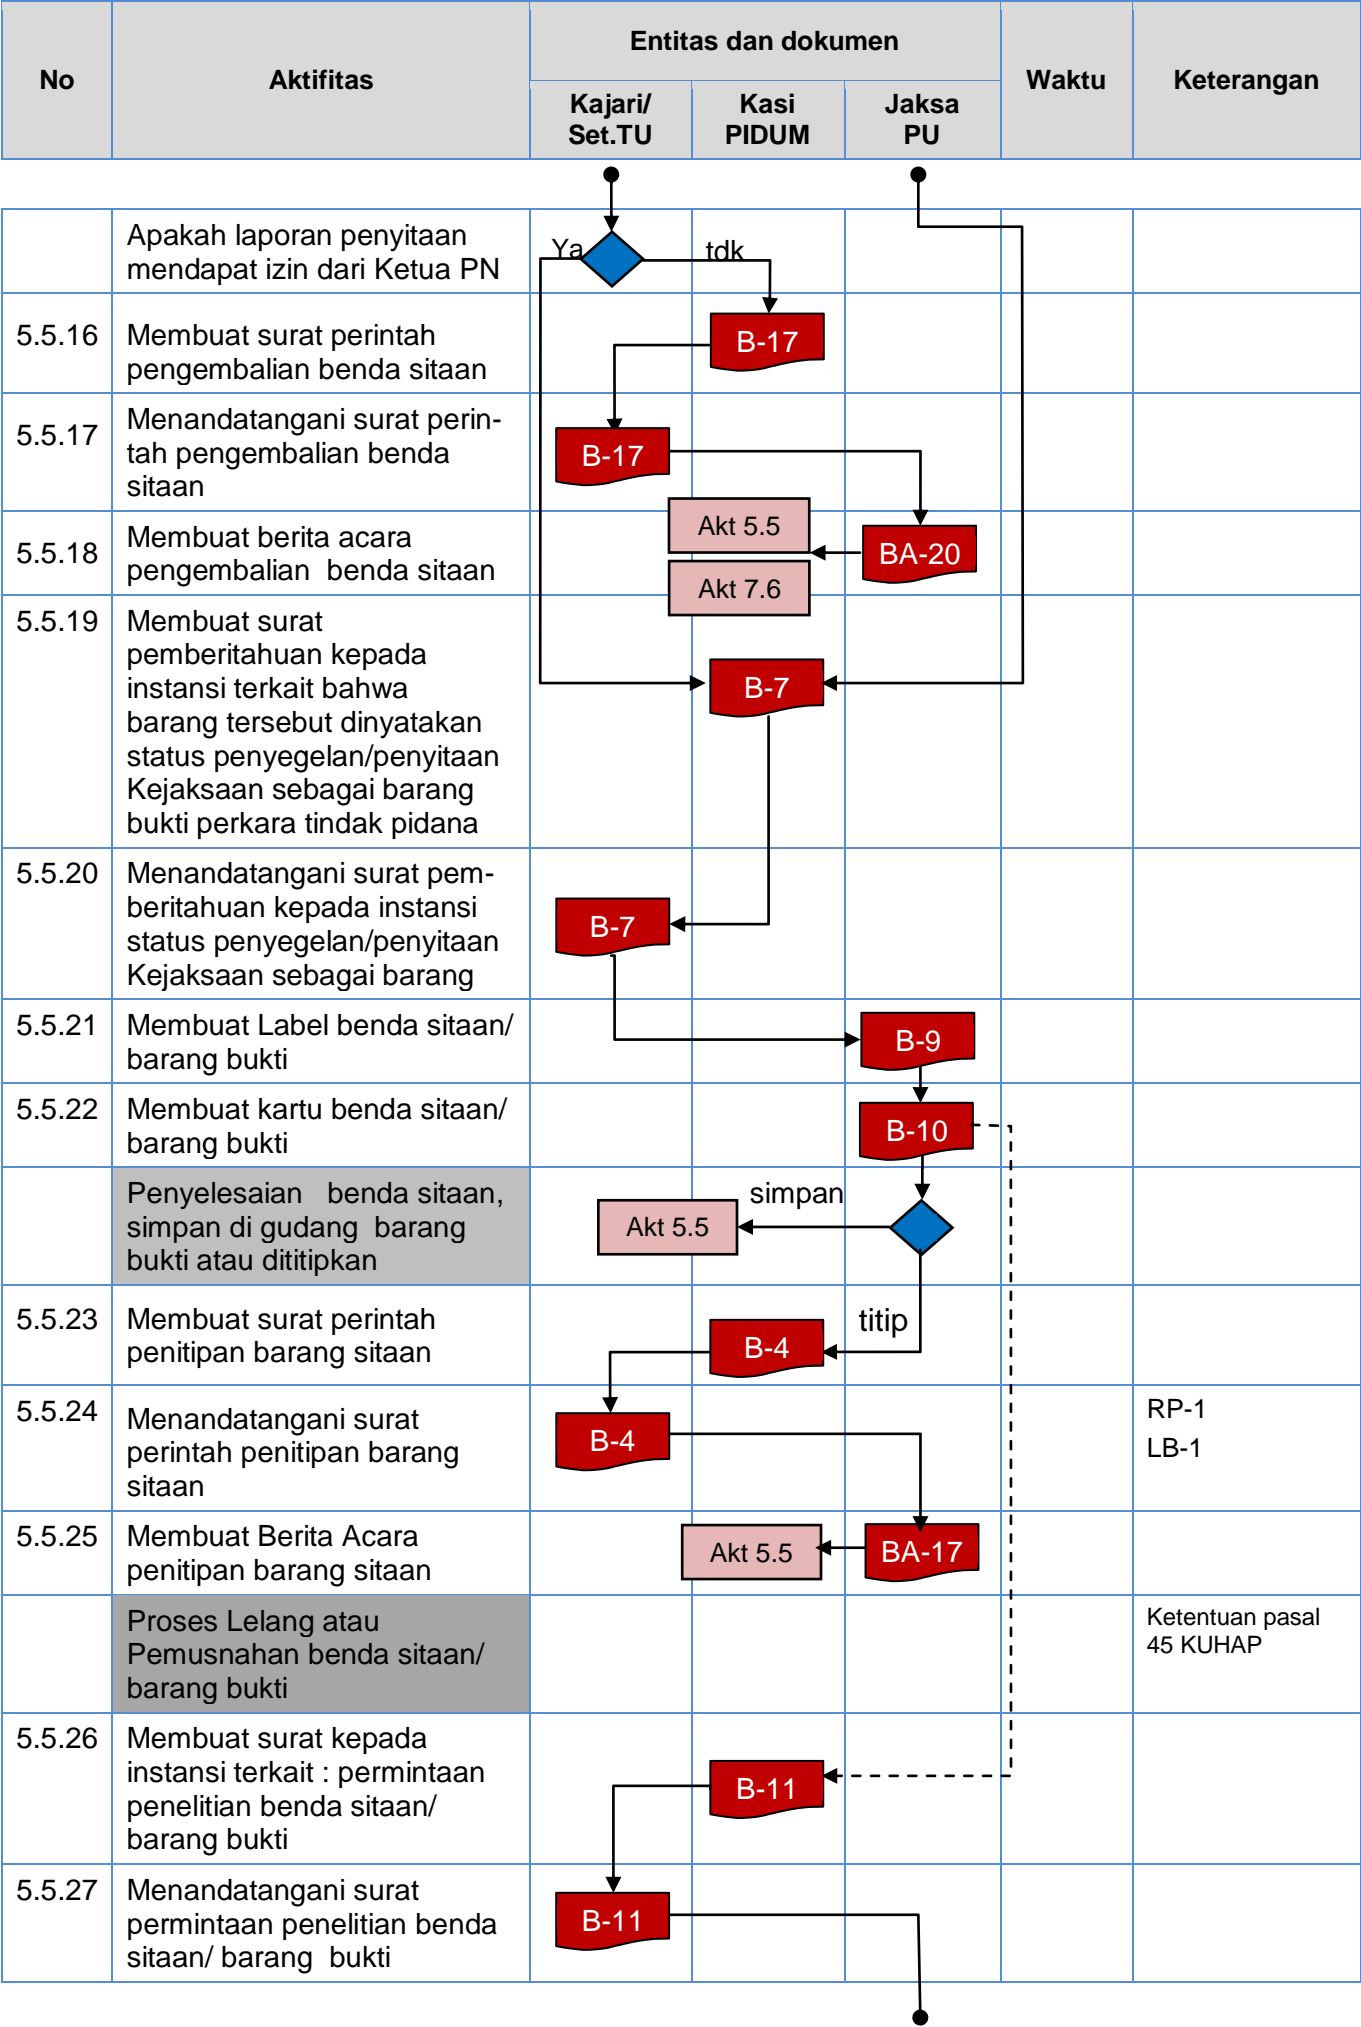 Entitas dan dokumen
No
Aktifitas
Waktu
Keterangan
Kajari/
Set.TU
Kasi
PIDUM
Jaksa
PU
Apakah laporan penyitaan
mendapat izin dari Ketua PN
Ya
tdk
5.5.16
Membuat surat perintah
pengembalian benda sitaan
B-17
5.5.17
Menandatangani surat perin-
tah pengembalian benda
sitaan
B-17
Akt 5.5
5.5.18
Membuat berita acara
pengembalian benda sitaan
BA-20
Akt 7.6
5.5.19
Membuat surat
pemberitahuan kepada
instansi terkait bahwa
barang tersebut dinyatakan
status penyegelan/penyitaan
Kejaksaan sebagai barang
bukti perkara tindak pidana
B-7
5.5.20
Menandatangani surat pem-
beritahuan kepada instansi
status penyegelan/penyitaan
Kejaksaan sebagai barang
B-7
5.5.21
Membuat Label benda sitaan/
barang bukti
B-9
5.5.22
Membuat kartu benda sitaan/
barang bukti
B-10
Penyelesaian benda sitaan,
simpan di gudang barang
bukti atau dititipkan
simpan
Akt 5.5
5.5.23
Membuat surat perintah
penitipan barang sitaan
B-4
titip
5.5.24
Menandatangani surat
perintah penitipan barang
sitaan
B-4
RP-1
LB-1
5.5.25
Membuat Berita Acara
penitipan barang sitaan
Akt 5.5
BA-17
Proses Lelang atau
Pemusnahan benda sitaan/
barang bukti
Ketentuan pasal
45 KUHAP
5.5.26
Membuat surat kepada
instansi terkait : permintaan
penelitian benda sitaan/
barang bukti
B-11
5.5.27
Menandatangani surat
permintaan penelitian benda
sitaan/ barang bukti
B-11